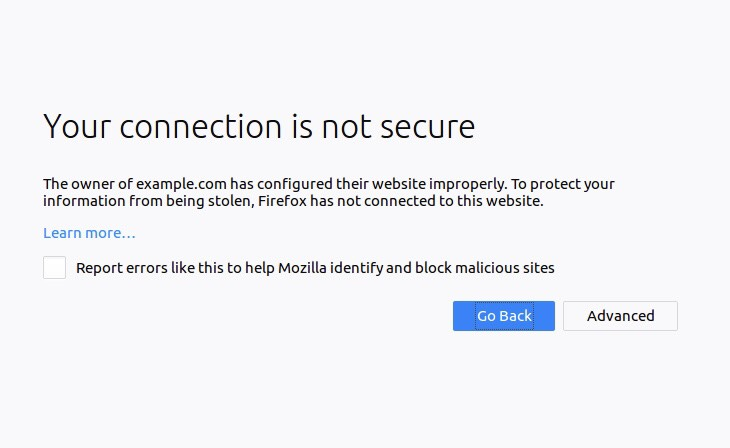 Your connection is not secure
The owner of example.com has configured their website improperly. To protect your
information from being stolen, Firefox has not connected to this website.
Learn more…
Report errors like this to help Mozilla identify and block malicious sites
Go Back
Advanced